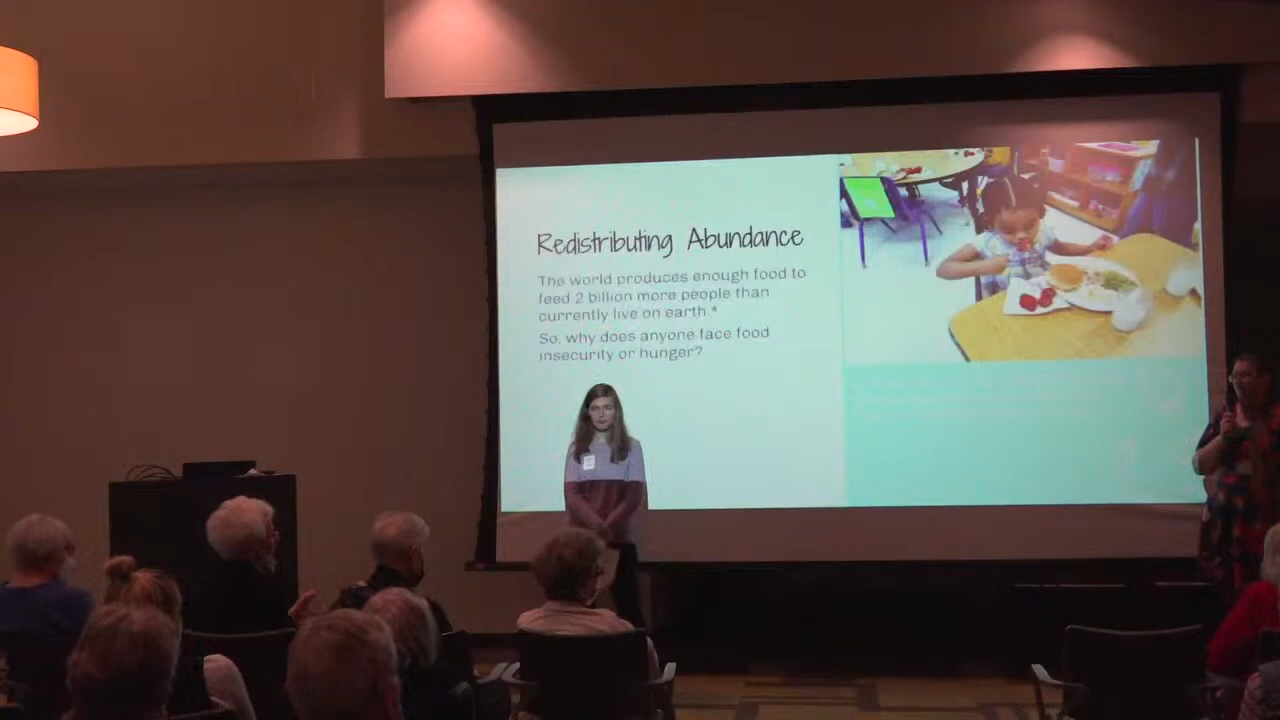 Redistributing Abundance
The world produces enough food to
feed 2 billion more people than
currently live on earth.*
So, why does anyone face food
insecurity or hunger?